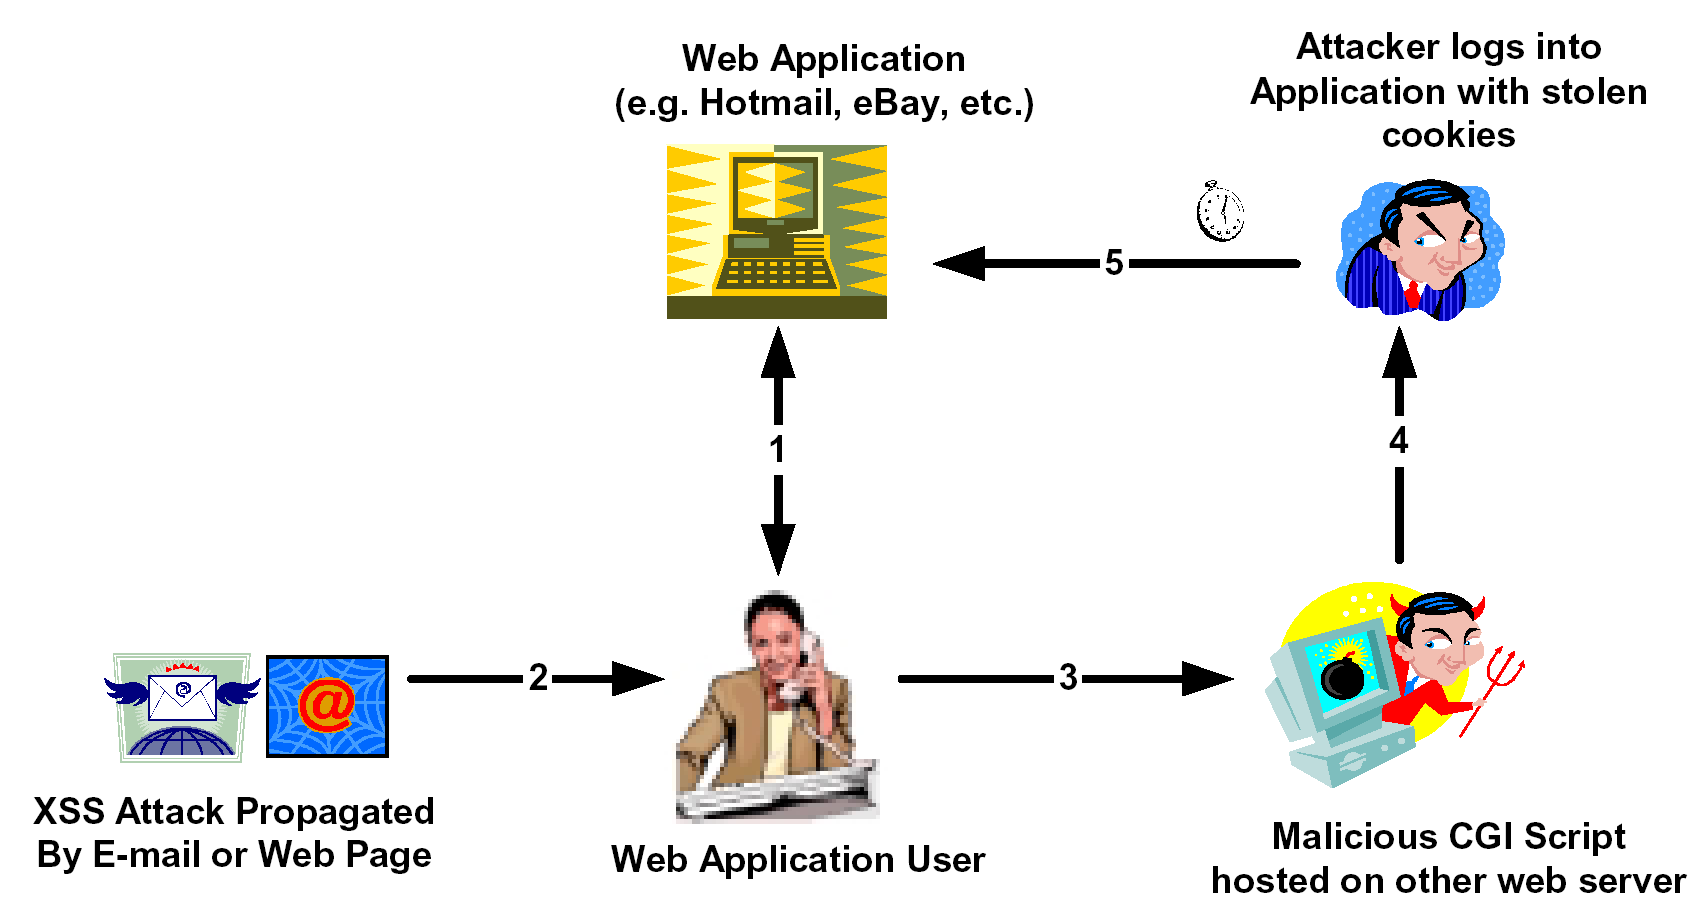 Web Application
(e.g. Hotmail, eBay, etc.)
Attacker logs into
Application with stolen
cookies
5
1
4
2
3
@
XSS Attack Propagated
By E-mail or Web Page
Web Application User
Malicious CGI Script
hosted on other web server